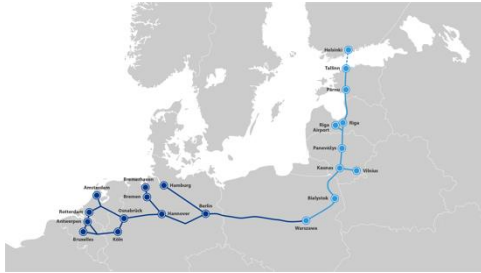 Helsinki
Tallinn
Pärnu
Riga
Airport
Riga
Panevėžys
Kaunas
Vilnius
Białystok
Warszawa
Bremerhaven
Hamburg
Bremen
Amsterdam
Rotterdam
Antwerpen
Osnabrück
Hannover
Berlin
Bruxelles
Köln